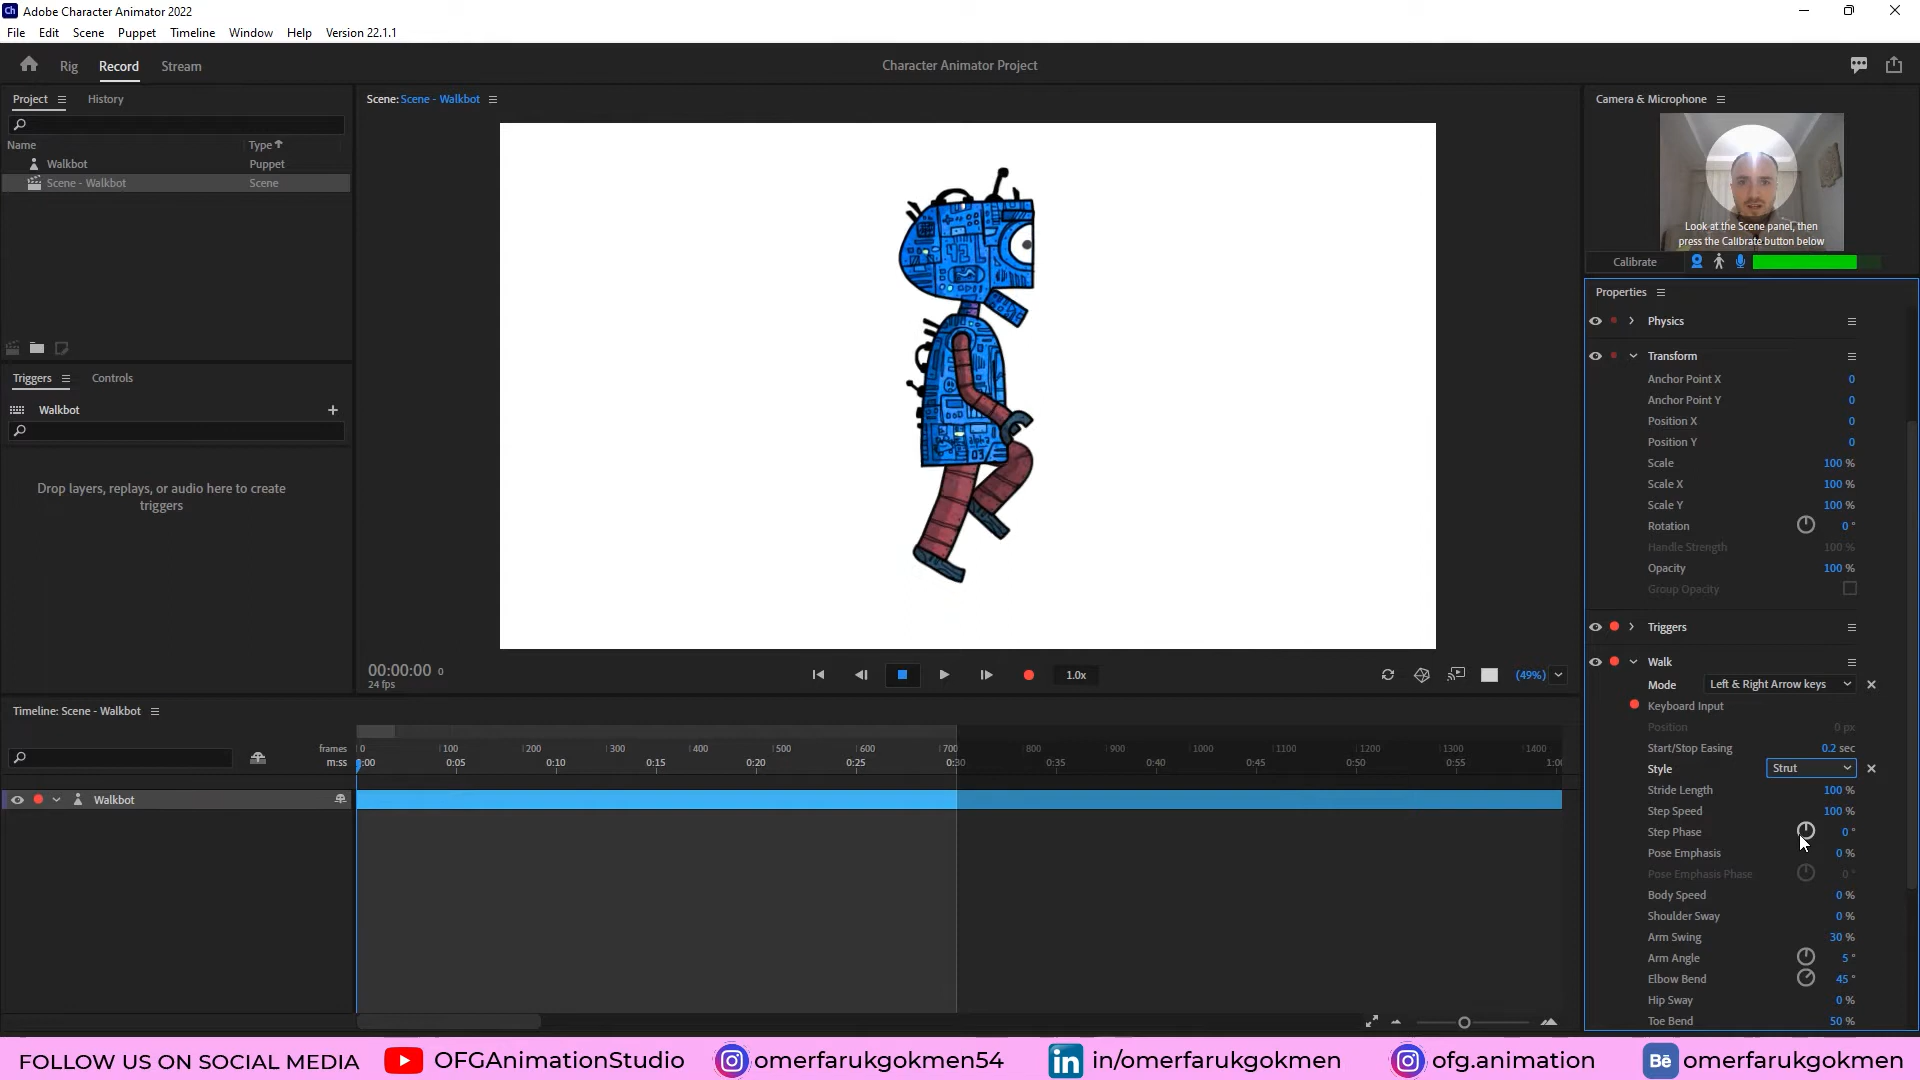 Ch Adobe Character Animator 2022
File Edit Scene Puppet Timeline Window Help Version 22.1.1
Rig Record Stream Character Animator Project
Project History
Name Type
Walkbot Puppet
Scene - Walkbot Scene
Triggers Controls
Walkbot
Drop layers, replays, or audio here to create
triggers
Scene: Scene - Walkbot
42
alpha
03
00:00:00 0
24 fps
1.0x
(49%)
Camera & Microphone
Look at the Scene panel, then
press the Calibrate button below
Calibrate
Properties
Physics
Transform
Anchor Point X 0
Anchor Point Y 0
Position X 0
Position Y 0
Scale 100 %
Scale X 100 %
Scale Y 100 %
Rotation 0 °
Handle Strength 100 %
Opacity 100 %
Group Opacity
Triggers
Walk
Mode Left & Right Arrow keys
Keyboard Input
Position 0 px
Start/Stop Easing 0.2 sec
Style Strut
Stride Length 100 %
Step Speed 100 %
Step Phase 0 °
Pose Emphasis 0 %
Pose Emphasis Phase 0 °
Body Speed 0 %
Shoulder Sway 0 %
Arm Swing 30 %
Arm Angle 5 °
Elbow Bend 45 °
Hip Sway 0 %
Toe Bend 50 %
Timeline: Scene - Walkbot
frames 0 100 200 300 400 500 600 700 800 900 1000 1100 1200 1300 1400
m:ss 0:00 0:05 0:10 0:15 0:20 0:25 0:30 0:35 0:40 0:45 0:50 0:55 1:00
Walkbot
FOLLOW US ON SOCIAL MEDIA OFGAnimationStudio omerfarukgokmen54 in in/omerfarukgokmen ofg.animation Bē omerfarukgokmen